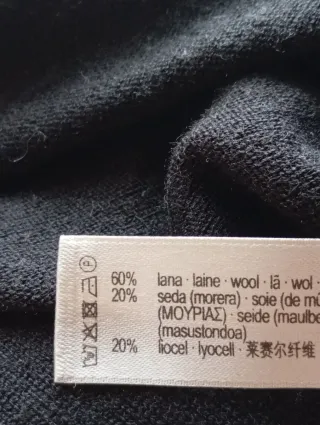 60% lana · laine · wool · lã · wol ·
20% seda (morera) · soie (de mû
(ΜΟΥΡΙΑΣ) · seide (maulbe
(masustondoa)
20% liocel · lyocell · 莱赛尔纤维